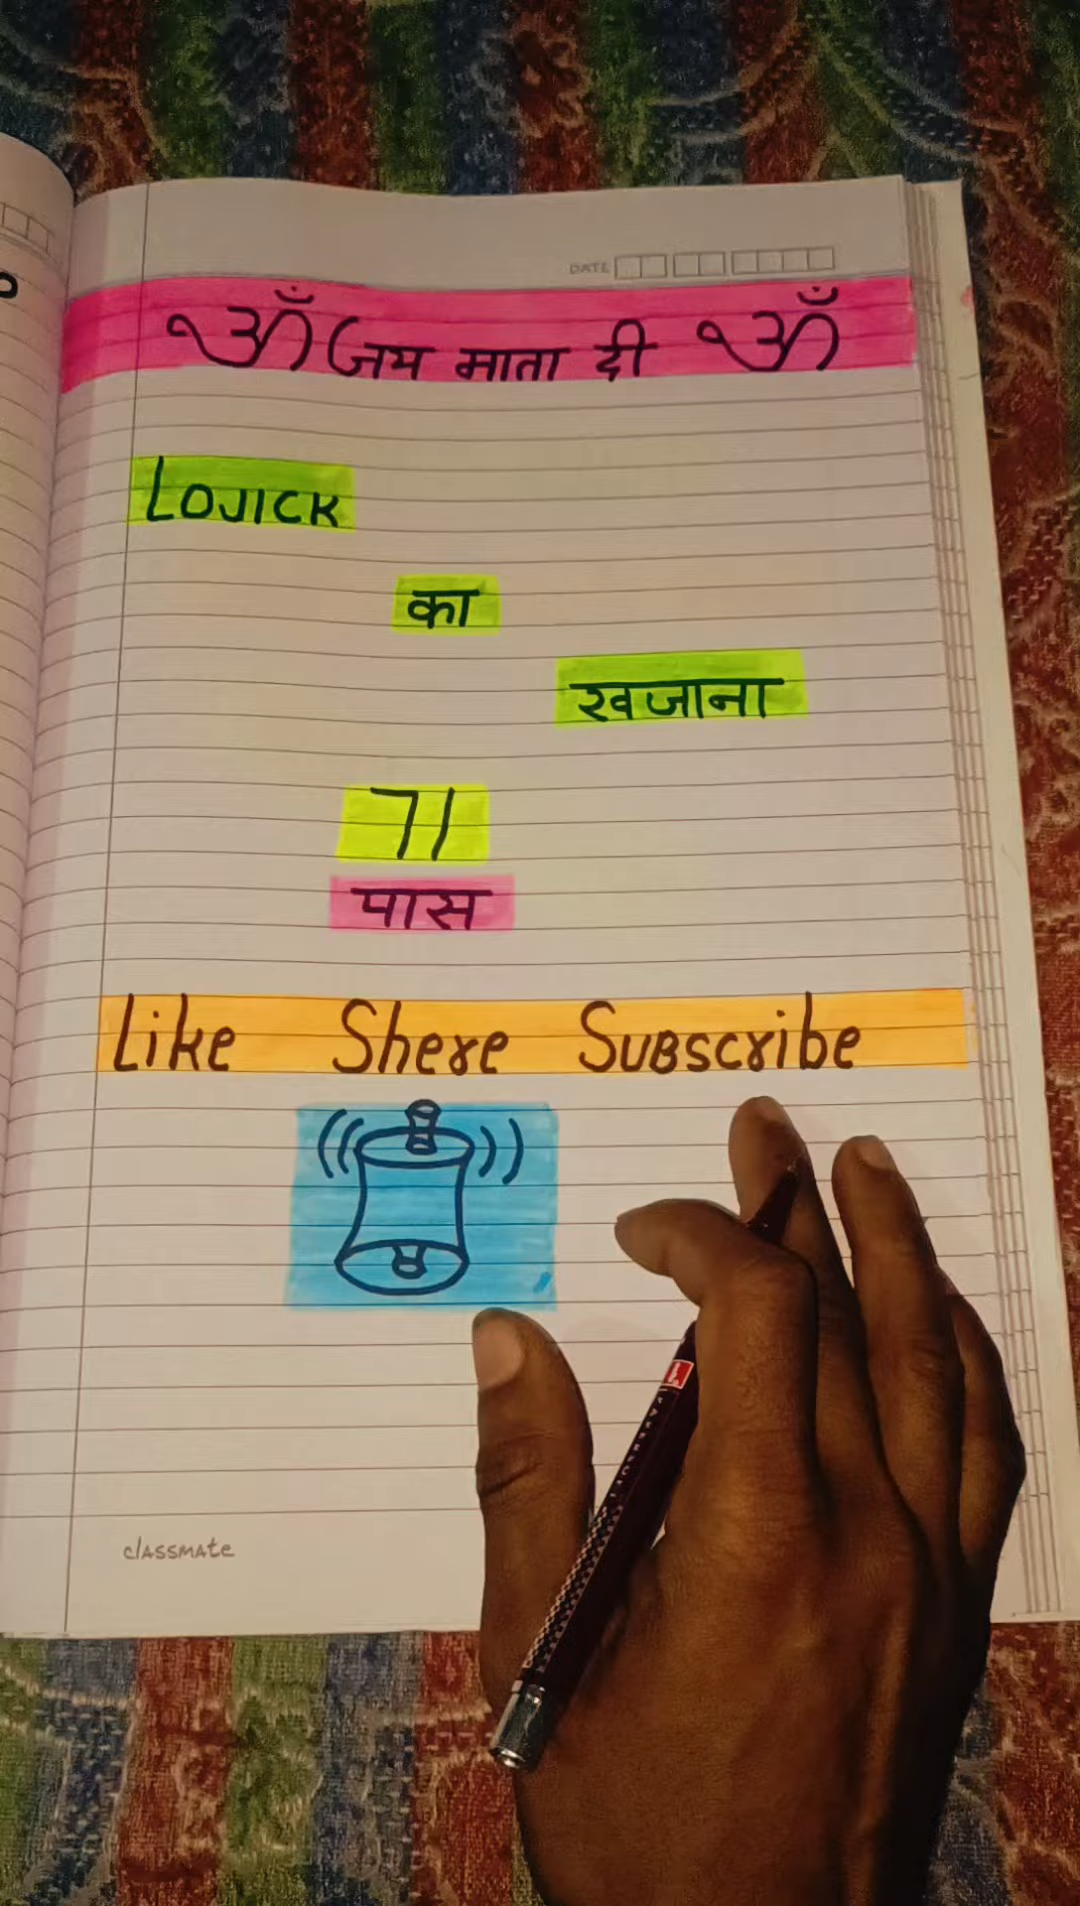 DATE
ॐ जय माता दी ॐ
LOJICK
का
खजाना
71
पास
Like Shere Subscribe
classmate